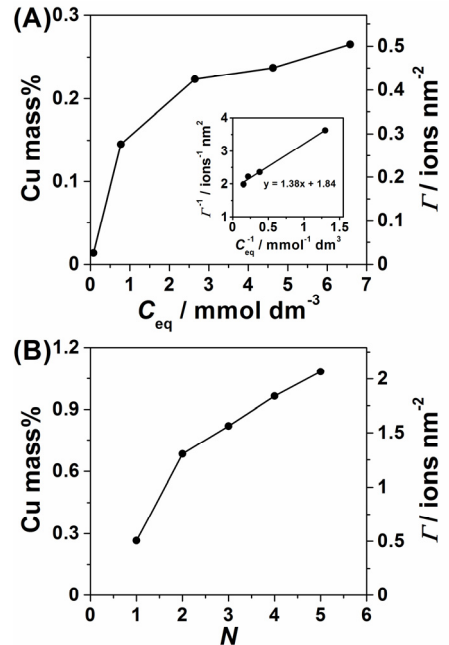 (A)
0.3
0.2
0.1
0
Cu mass%
0.5
0.4
0.3
0.2
0.1
0
Γ / ions nm-2
4
3
2
1
Γ-1 / ions-1 nm2
y = 1.38x + 1.84
0 0.5 1 1.5
Ceq-1 / mmol-1 dm3
0 1 2 3 4 5 6 7
Ceq / mmol dm-3
(B)
1.2
0.9
0.6
0.3
0
Cu mass%
2
1.5
1
0.5
0
Γ / ions nm-2
0 1 2 3 4 5 6
N